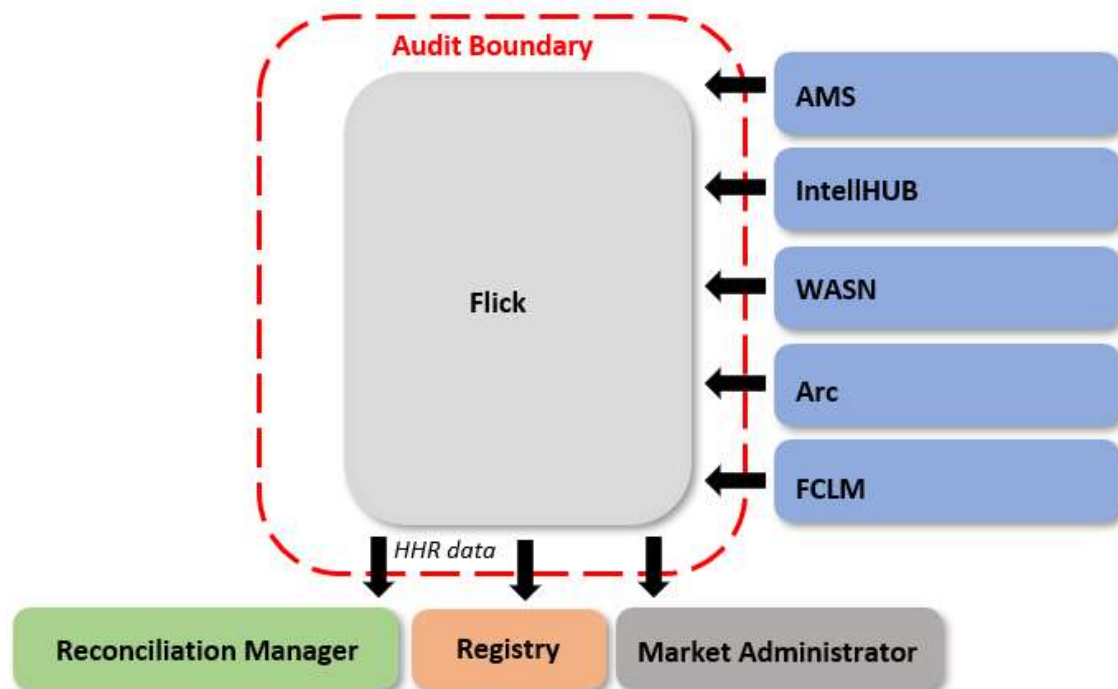 Audit Boundary
AMS
IntellHUB
Flick
WASN
Arc
FCLM
HHR data
Reconciliation Manager
Registry
Market Administrator